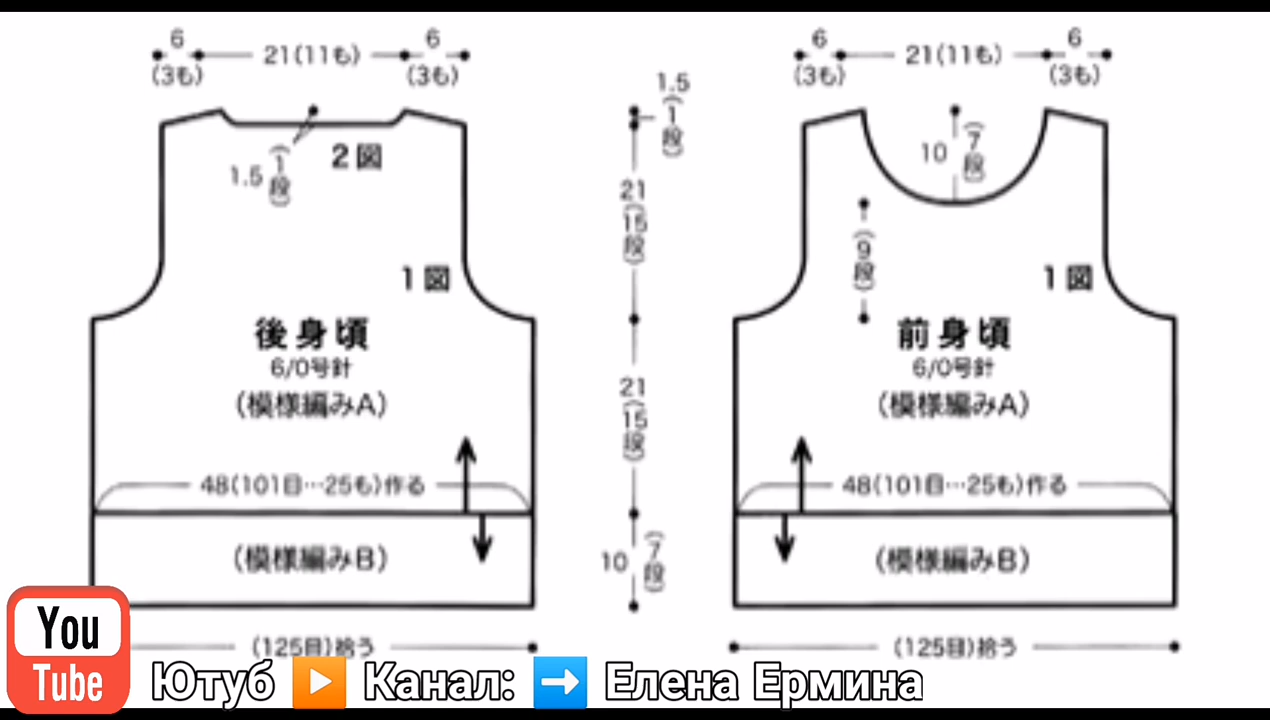 6 21(11も) 6
(3も) (3も)
1.5(1段)
2図
1図
後身頃
6/0号針
(模様編みA)
48(101目…25も)作る
(模様編みB)
(125目)拾う
1.5(1段)
21(15段)
21(15段)
10(7段)
6 21(11も) 6
(3も) (3も)
10(7段)
(9段)
1図
前身頃
6/0号針
(模様編みA)
48(101目…25も)作る
(模様編みB)
(125目)拾う
You
Tube
Ютуб ▶️ Канал: ➡️ Елена Ермина